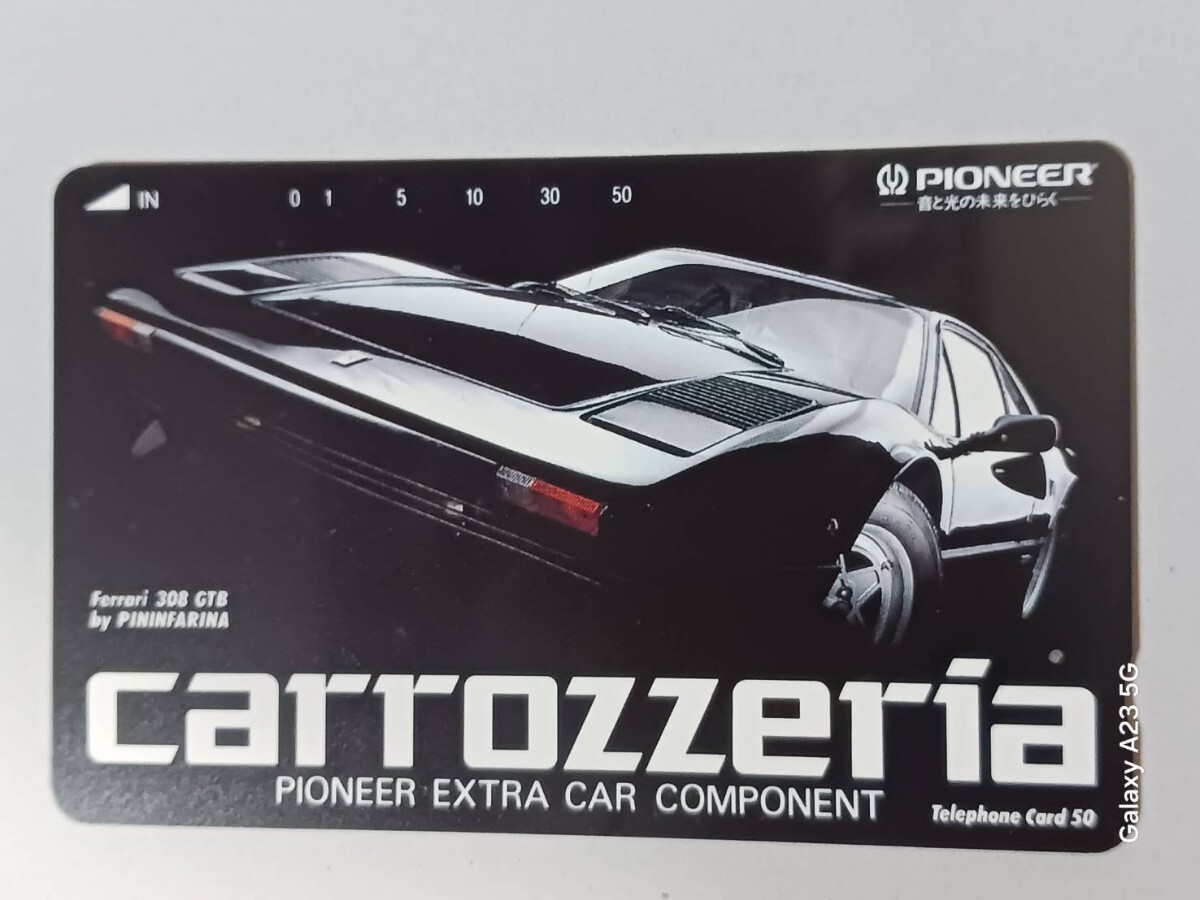 IN 0 1 5 10 30 50
PIONEER
音と光の未来をひらく
Ferrari 308 GTB
by PININFARINA
carrozzeria
PIONEER EXTRA CAR COMPONENT
Telephone Card 50
Galaxy A23 5G